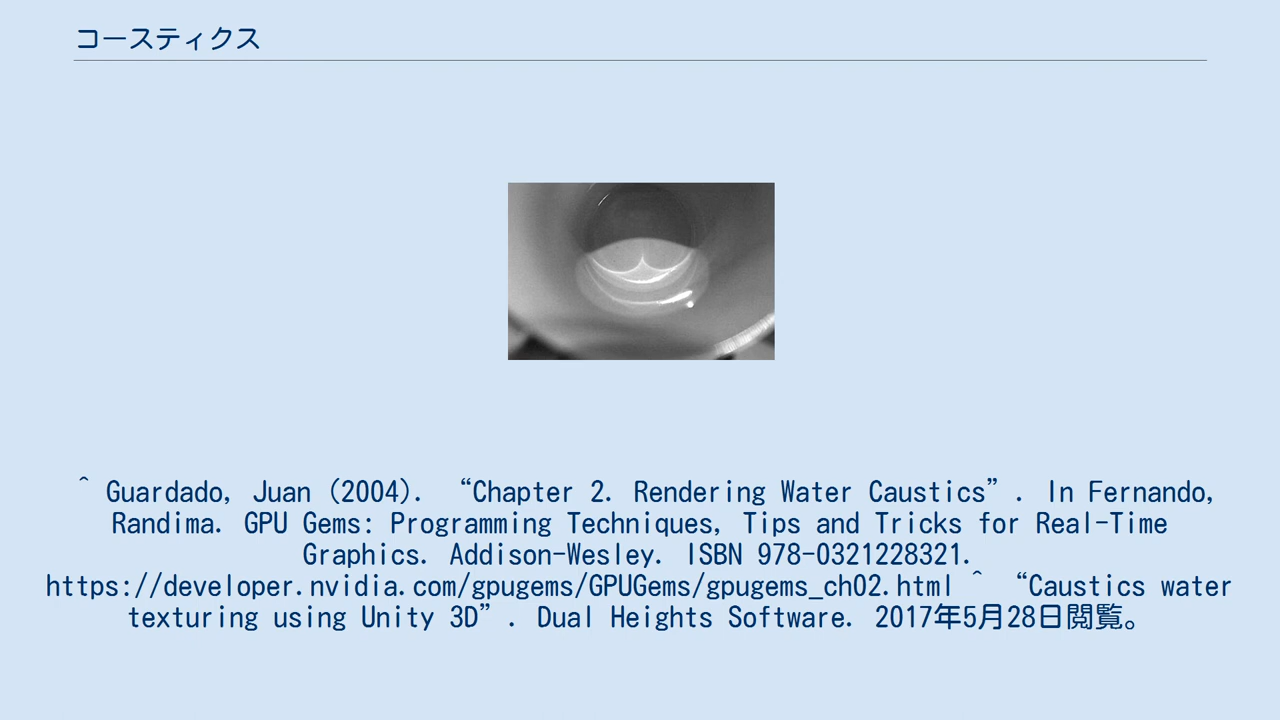 コースティクス
^ Guardado, Juan (2004). “Chapter 2. Rendering Water Caustics”. In Fernando,
Randima. GPU Gems: Programming Techniques, Tips and Tricks for Real-Time
Graphics. Addison-Wesley. ISBN 978-0321228321.
https://developer.nvidia.com/gpugems/GPUGems/gpugems_ch02.html ^ “Caustics water
texturing using Unity 3D”. Dual Heights Software. 2017年5月28日閲覧。